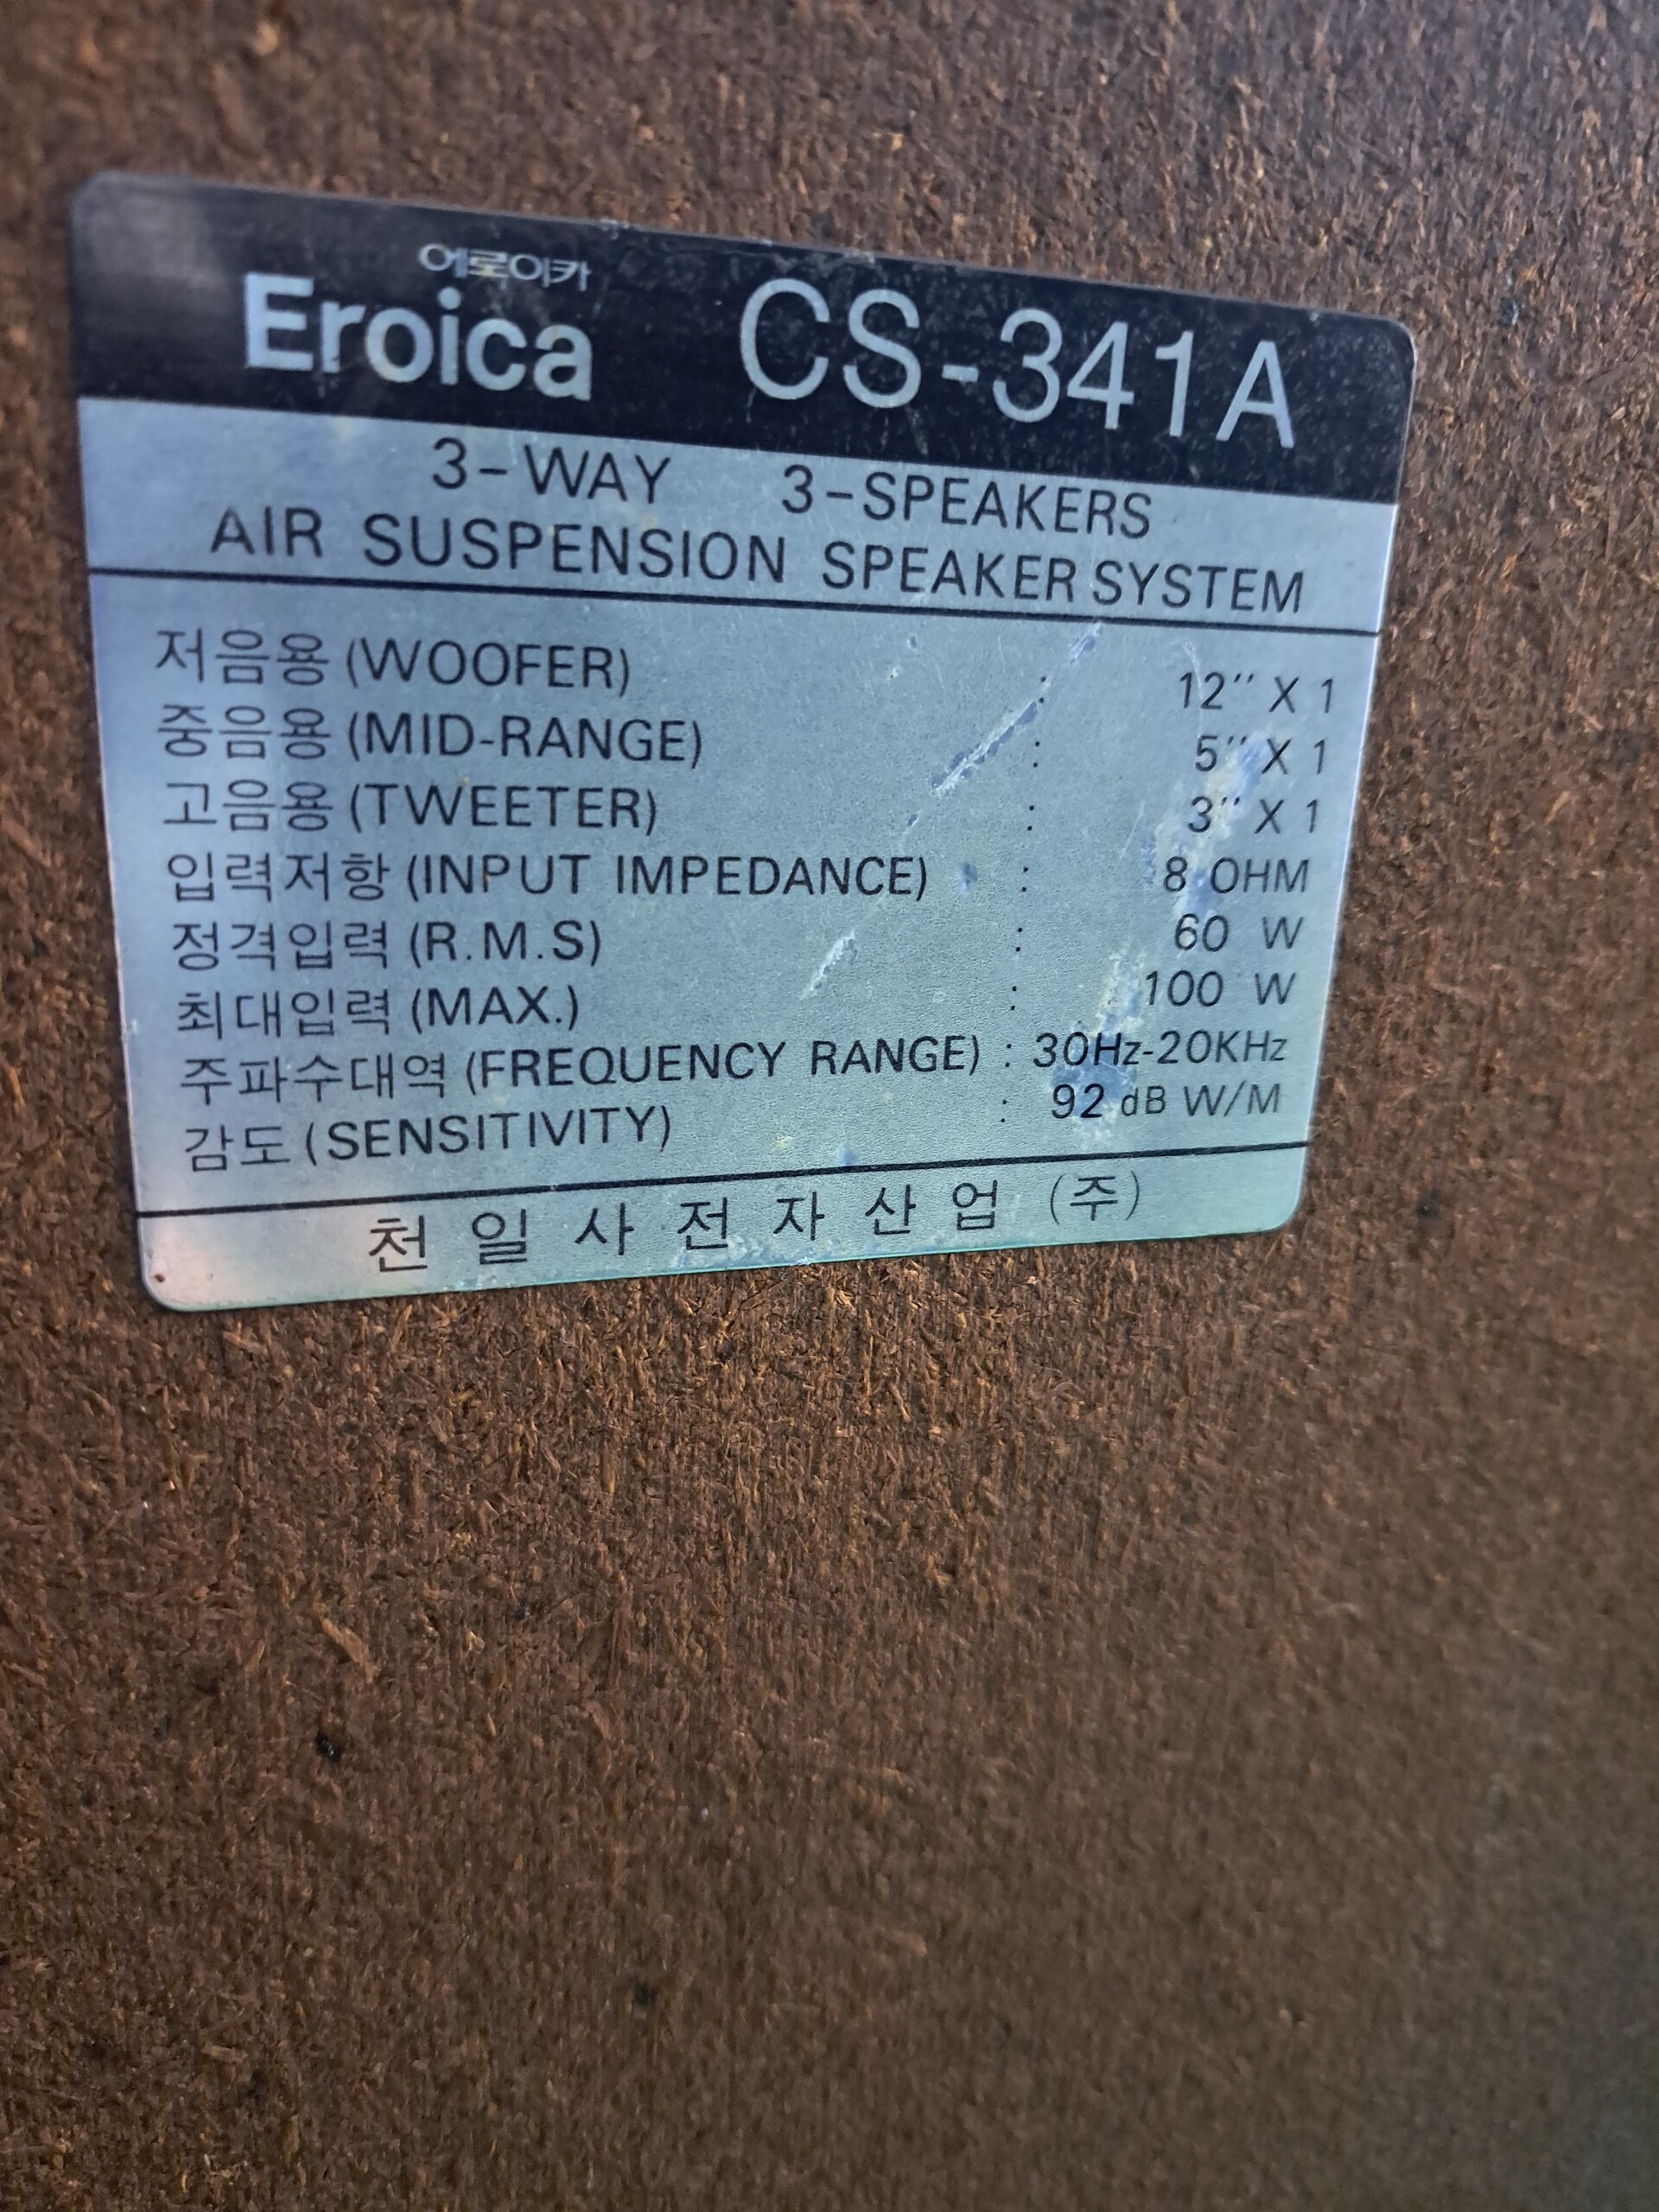 에로이카
Eroica CS-341A
3-WAY 3-SPEAKERS
AIR SUSPENSION SPEAKER SYSTEM
저음용 (WOOFER) : 12" X 1
중음용 (MID-RANGE) : 5" X 1
고음용 (TWEETER) : 3" X 1
입력저항 (INPUT IMPEDANCE) : 8 OHM
정격입력 (R.M.S) : 60 W
최대입력 (MAX.) : 100 W
주파수대역 (FREQUENCY RANGE) : 30Hz-20KHz
감도 (SENSITIVITY) : 92 dB W/M
천일사전자산업 (주)